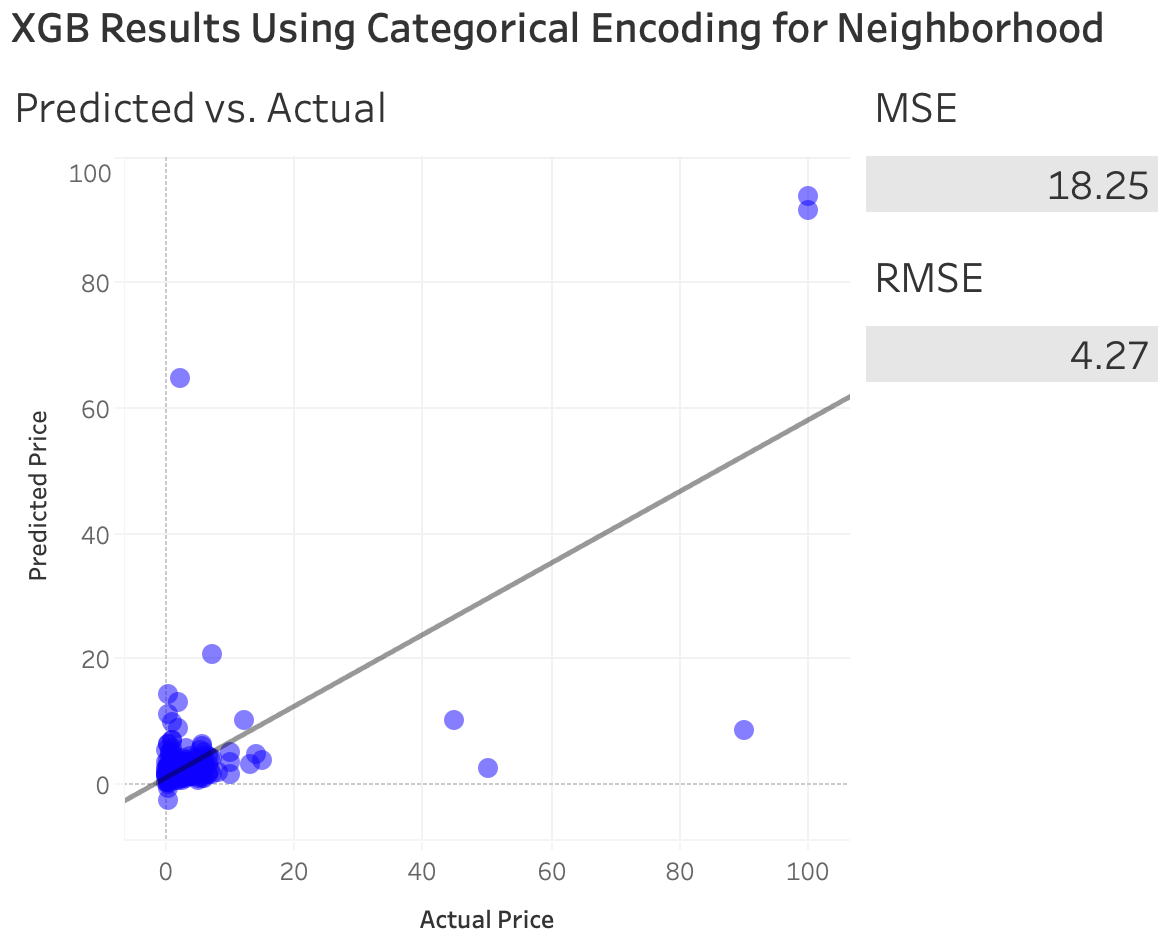 XGB Results Using Categorical Encoding for Neighborhood
Predicted vs. Actual
MSE
18.25
RMSE
4.27
Predicted Price
100
80
60
40
20
0
0
20
40
60
80
100
Actual Price